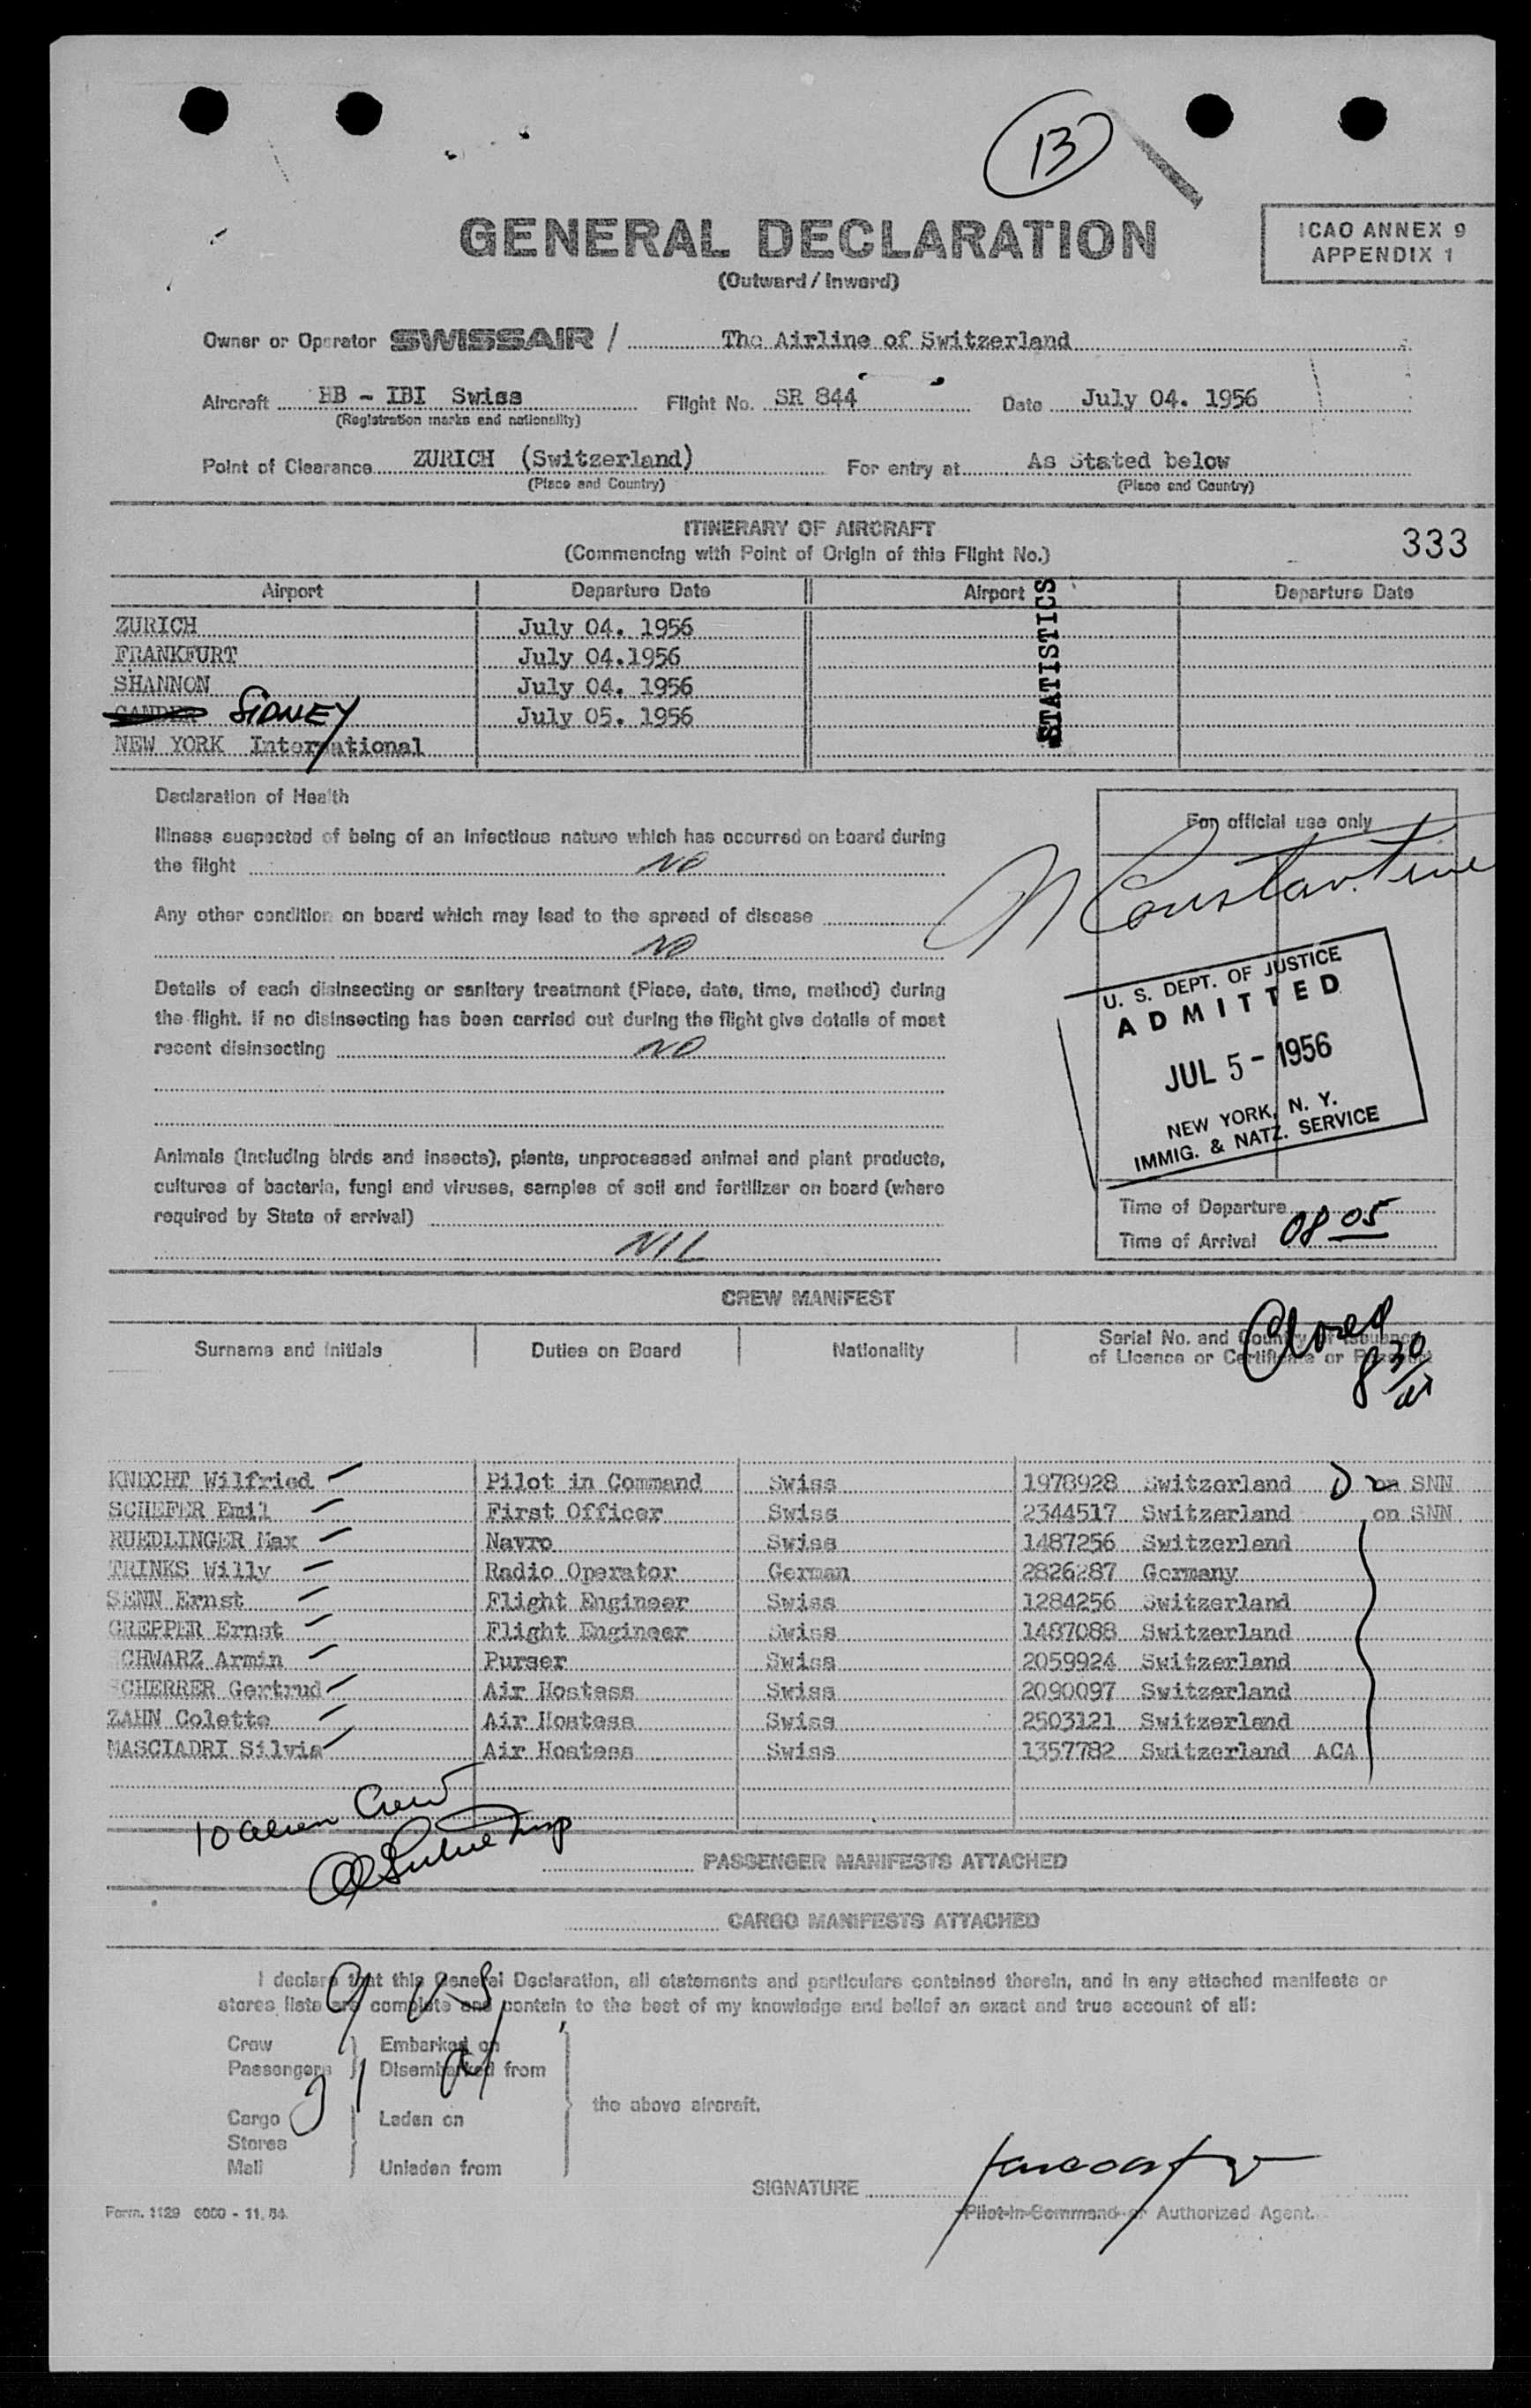 13
GENERAL DECLARATION
(Outward / Inward)
ICAO ANNEX 9
APPENDIX 1
Owner or Operator SWISSAIR / The Airline of Switzerland
Aircraft HB - IBI Swiss Flight No. SR 844 Date July 04. 1956
(Registration marks and nationality)
Point of Clearance ZURICH (Switzerland) For entry at As Stated below
(Place and Country) (Place and Country)
ITINERARY OF AIRCRAFT
(Commencing with Point of Origin of this Flight No.)
333
Airport Departure Date Airport Departure Date
STATISTICS
ZURICH July 04. 1956
FRANKFURT July 04.1956
SHANNON July 04. 1956
GANDER SIDNEY July 05. 1956
NEW YORK International
Declaration of Health
Illness suspected of being of an infectious nature which has occurred on board during
the flight NO
Any other condition on board which may lead to the spread of disease
NO
Details of each disinsecting or sanitary treatment (Place, date, time, method) during
the flight. If no disinsecting has been carried out during the flight give details of most
recent disinsecting NO
Animals (including birds and insects), plants, unprocessed animal and plant products,
cultures of bacteria, fungi and viruses, samples of soil and fertilizer on board (where
required by State of arrival)
NIL
For official use only
N Constantine
U. S. DEPT. OF JUSTICE
ADMITTED
JUL 5 - 1956
NEW YORK, N. Y.
IMMIG. & NATZ. SERVICE
Time of Departure
Time of Arrival 08 05
CREW MANIFEST
Surname and Initials Duties on Board Nationality Serial No. and Country of Issuance
of Licence or Certificate or Passport
Closed
8 30
KNECHT Wilfried Pilot in Command Swiss 1978928 Switzerland D on SNN
SCHEFER Emil First Officer Swiss 2344517 Switzerland on SNN
RUEDLINGER Max Navro Swiss 1487256 Switzerland
TRINKS Willy Radio Operator German 2826287 Germany
SENN Ernst Flight Engineer Swiss 1284256 Switzerland
GREPPER Ernst Flight Engineer Swiss 1487088 Switzerland
SCHWARZ Armin Purser Swiss 2059924 Switzerland
SCHERRER Gertrud Air Hostess Swiss 2090097 Switzerland
ZAHN Colette Air Hostess Swiss 2503121 Switzerland
MASCIADRI Silvia Air Hostess Swiss 1357782 Switzerland ACA
10 alien Crew
PASSENGER MANIFESTS ATTACHED
CARGO MANIFESTS ATTACHED
I declare that this General Declaration, all statements and particulars contained therein, and in any attached manifests or
stores lists are complete and contain to the best of my knowledge and belief an exact and true account of all:
9 US
Crew Embarked on
Passengers Disembarked from
21
the above aircraft.
Cargo Laden on
Stores
Mail Unladen from
SIGNATURE
Pilot-in-Command or Authorized Agent.
Form. 1129 6000 - 11. 54